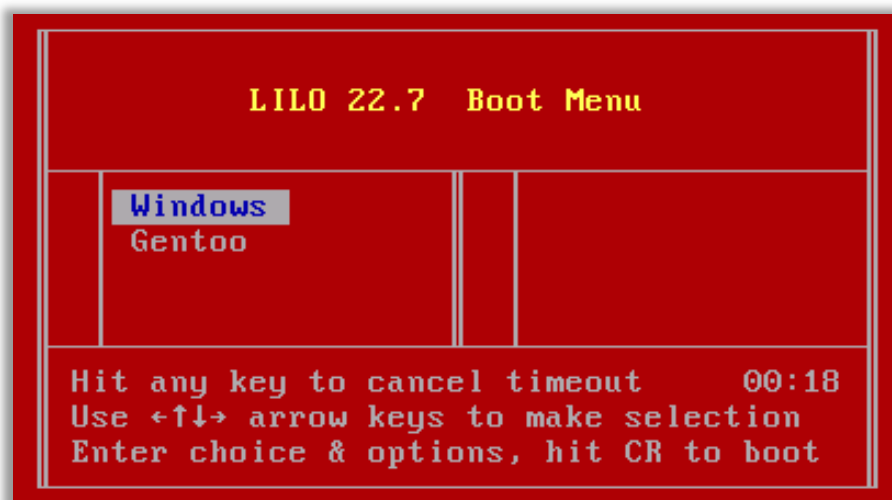 LILO 22.7 Boot Menu
Windows
Gentoo
Hit any key to cancel timeout 00:18
Use ←↑↓→ arrow keys to make selection
Enter choice & options, hit CR to boot